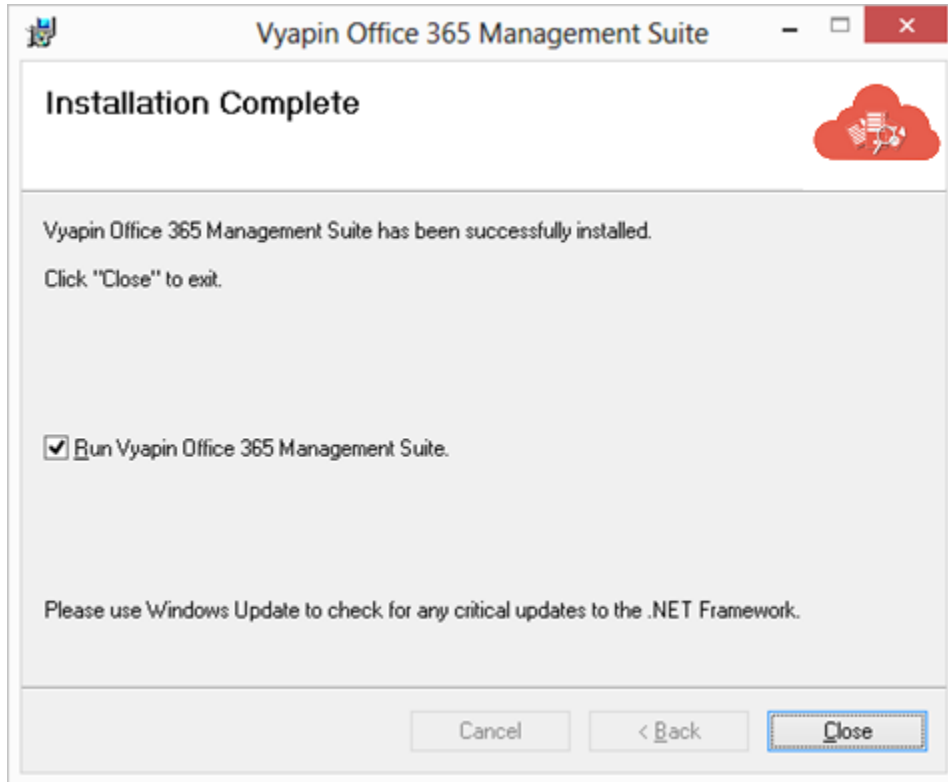 Vyapin Office 365 Management Suite
Installation Complete
Vyapin Office 365 Management Suite has been successfully installed.
Click "Close" to exit.
Run Vyapin Office 365 Management Suite.
Please use Windows Update to check for any critical updates to the .NET Framework.
Cancel
< Back
Close